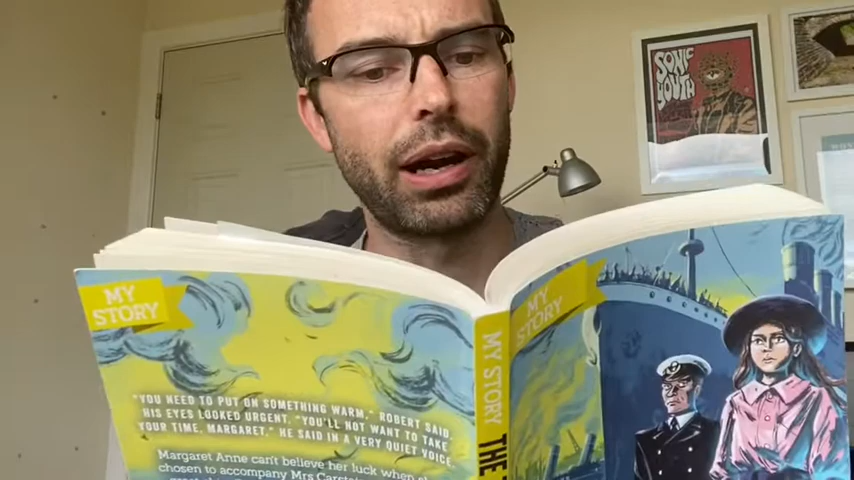 SONIC
YOUTH
MY
STORY
"YOU NEED TO PUT ON SOMETHING WARM," ROBERT SAID.
HIS EYES LOOKED URGENT. "YOU'LL NOT WANT TO TAKE
YOUR TIME, MARGARET," HE SAID IN A VERY QUIET VOICE.
Margaret Anne can't believe her luck when she
chosen to accompany Mrs
MY STORY
THE
MY
STORY